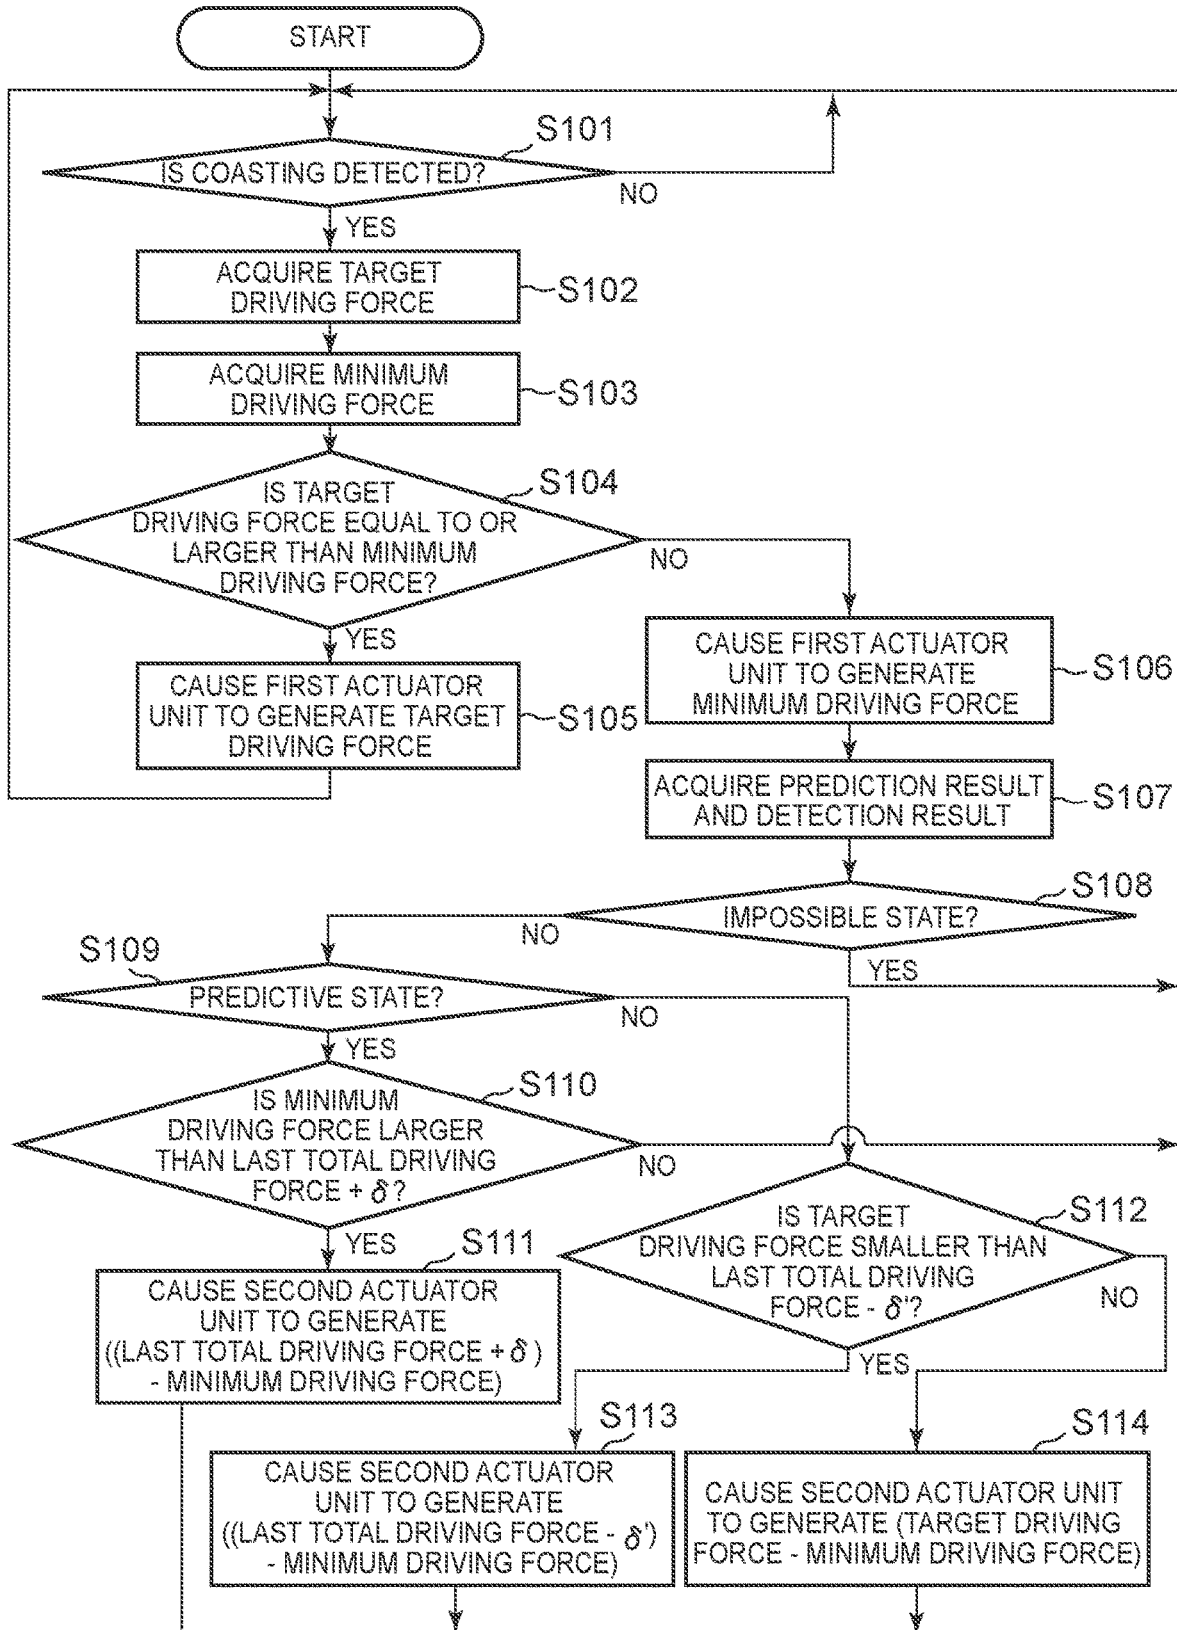 START
S101
IS COASTING DETECTED?
NO
YES
ACQUIRE TARGET
DRIVING FORCE
S102
ACQUIRE MINIMUM
DRIVING FORCE
S103
S104
IS TARGET
DRIVING FORCE EQUAL TO OR
LARGER THAN MINIMUM
DRIVING FORCE?
NO
YES
CAUSE FIRST ACTUATOR
UNIT TO GENERATE TARGET
DRIVING FORCE
S105
CAUSE FIRST ACTUATOR
UNIT TO GENERATE
MINIMUM DRIVING FORCE
S106
ACQUIRE PREDICTION RESULT
AND DETECTION RESULT
S107
S108
IMPOSSIBLE STATE?
NO
YES
S109
PREDICTIVE STATE?
NO
YES
S110
IS MINIMUM
DRIVING FORCE LARGER
THAN LAST TOTAL DRIVING
FORCE + δ?
NO
YES
S111
CAUSE SECOND ACTUATOR
UNIT TO GENERATE
((LAST TOTAL DRIVING FORCE + δ )
- MINIMUM DRIVING FORCE)
S112
IS TARGET
DRIVING FORCE SMALLER THAN
LAST TOTAL DRIVING
FORCE - δ'?
NO
YES
S113
CAUSE SECOND ACTUATOR
UNIT TO GENERATE
((LAST TOTAL DRIVING FORCE - δ')
- MINIMUM DRIVING FORCE)
S114
CAUSE SECOND ACTUATOR UNIT
TO GENERATE (TARGET DRIVING
FORCE - MINIMUM DRIVING FORCE)